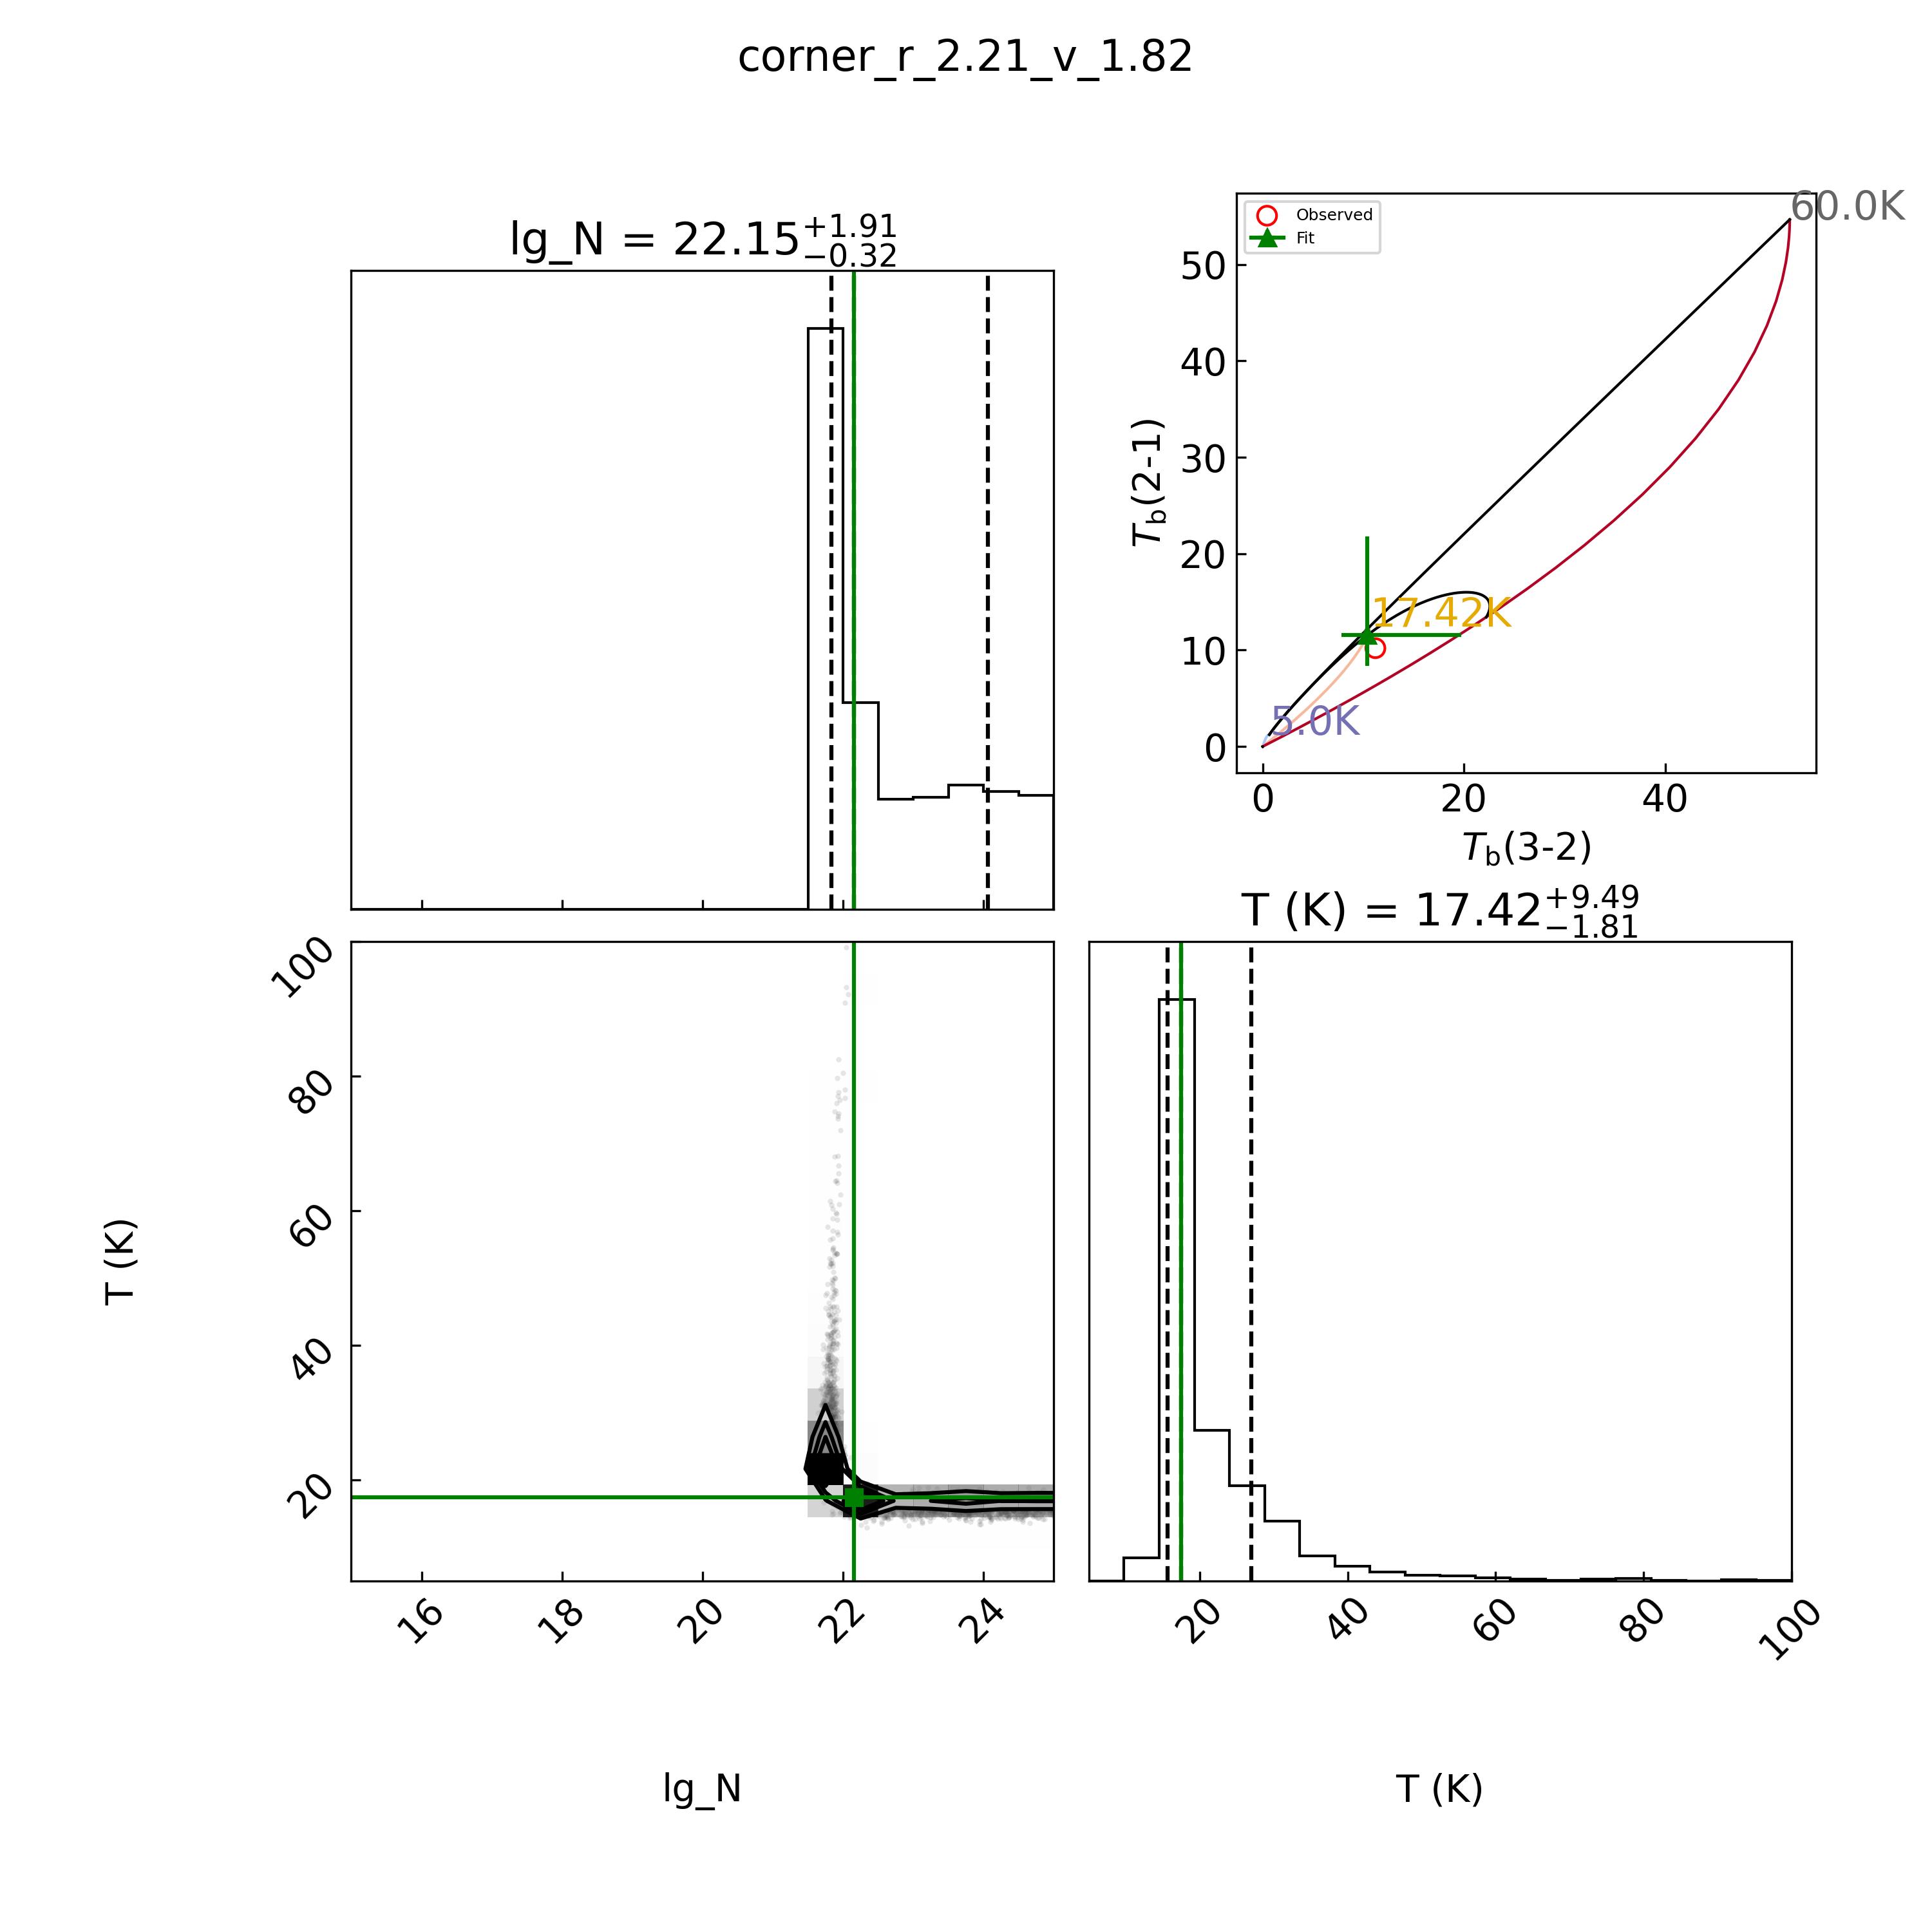 corner_r_2.21_v_1.82
lg_N = 22.15+1.91−0.32
60.0K
Observed
Fit
50
40
30
20
10
0
Tb(2-1)
17.42K
5.0K
0 20 40
Tb(3-2)
T (K) = 17.42+9.49−1.81
100
80
60
40
20
T (K)
16 18 20 22 24
20 40 60 80 100
lg_N
T (K)